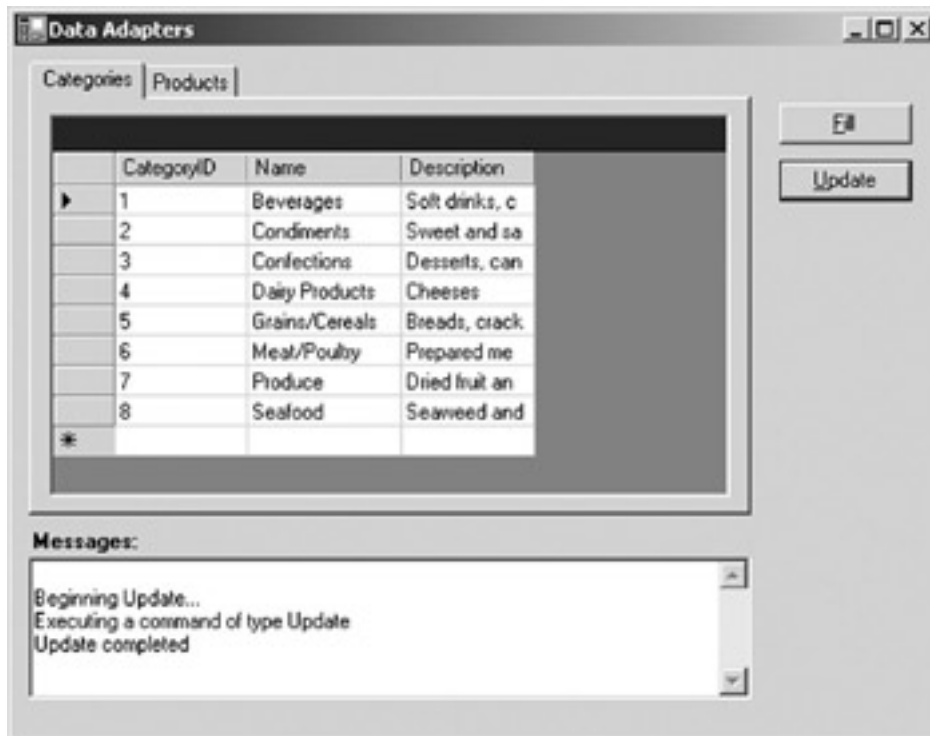 Data Adapters
Categories Products
Fill
Update
CategoryID Name Description
1 Beverages Soft drinks, c
2 Condiments Sweet and sa
3 Confections Desserts, can
4 Dairy Products Cheeses
5 Grains/Cereals Breads, crack
6 Meat/Poultry Prepared me
7 Produce Dried fruit an
8 Seafood Seaweed and
Messages:
Beginning Update...
Executing a command of type Update
Update completed